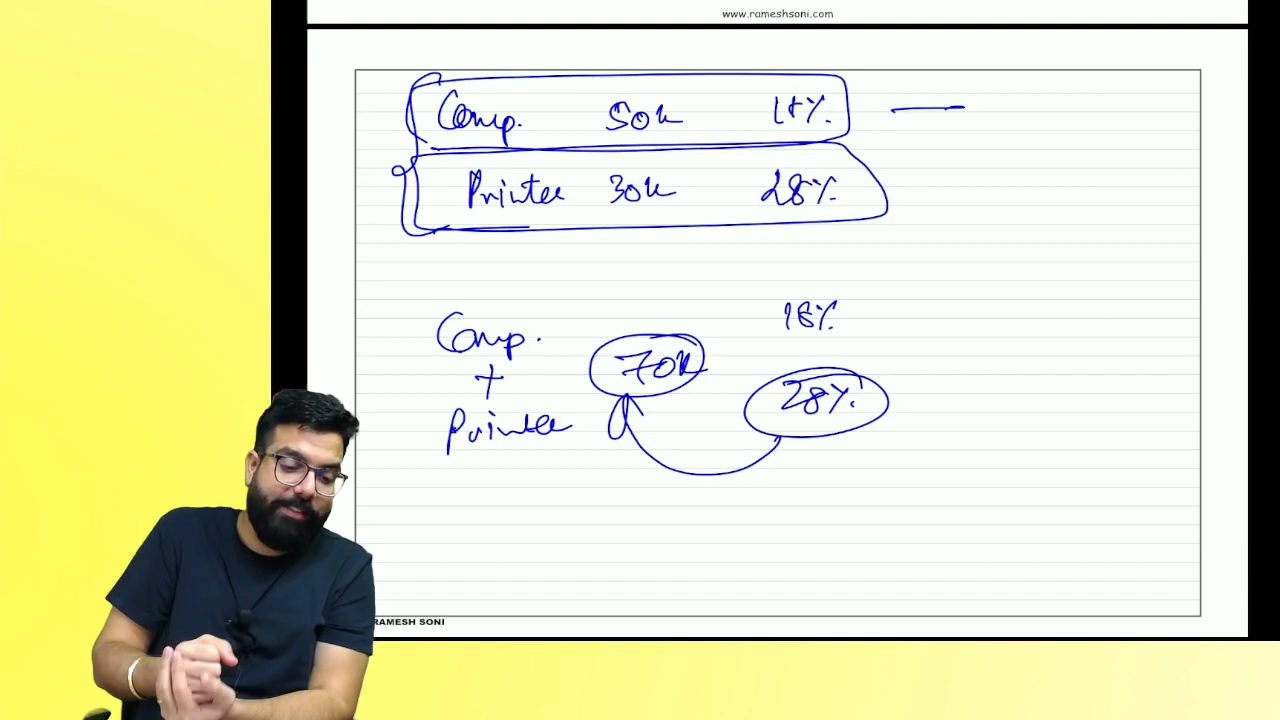 www.rameshsoni.com
Comp. 50k 18%
Printer 30k 28%
18%
Comp. 70k
+ 28%
Printer
RAMESH SONI